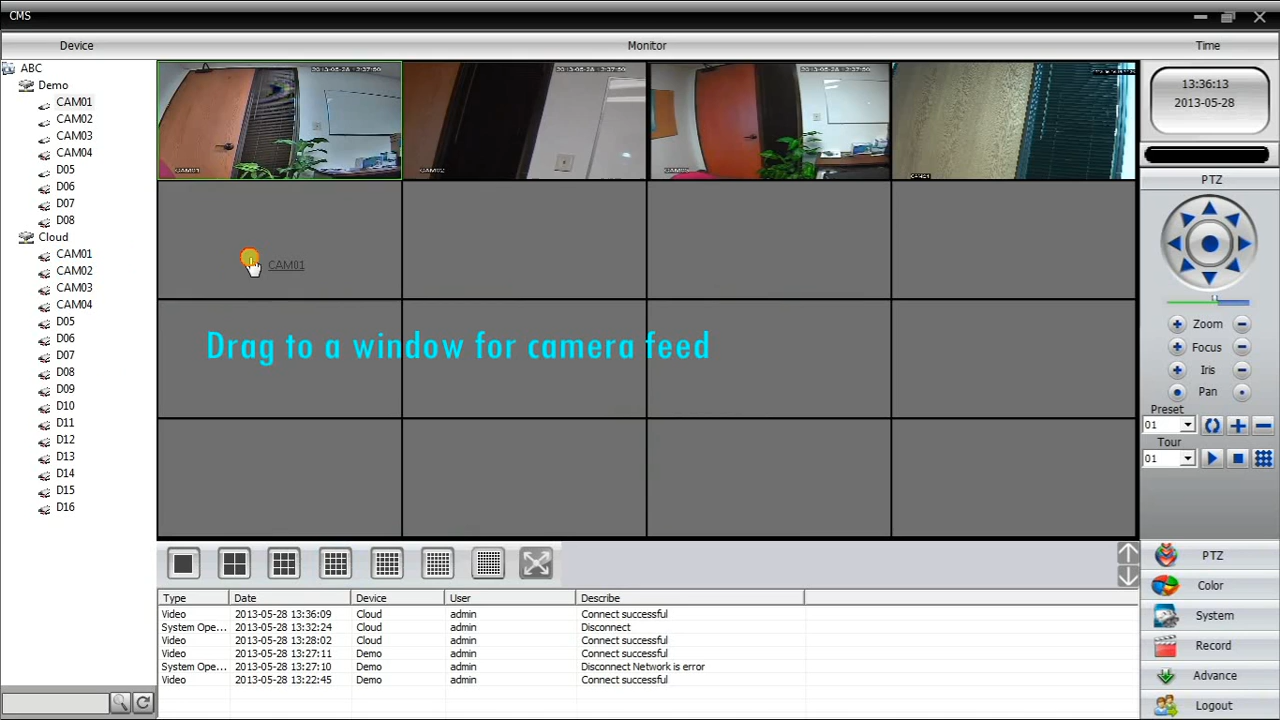 CMS
Device
Monitor
Time
ABC
Demo
CAM01
CAM02
CAM03
CAM04
D05
D06
D07
D08
Cloud
CAM01
CAM02
CAM03
CAM04
D05
D06
D07
D08
D09
D10
D11
D12
D13
D14
D15
D16
CAM01
CAM02
CAM01
Drag to a window for camera feed
13:36:13
2013-05-28
PTZ
Zoom
Focus
Iris
Pan
Preset
01
Tour
01
Type Date Device User Describe
Video 2013-05-28 13:36:09 Cloud admin Connect successful
System Ope... 2013-05-28 13:32:24 Cloud admin Disconnect
Video 2013-05-28 13:28:02 Cloud admin Connect successful
Video 2013-05-28 13:27:11 Demo admin Connect successful
System Ope... 2013-05-28 13:27:10 Demo admin Disconnect Network is error
Video 2013-05-28 13:22:45 Demo admin Connect successful
PTZ
Color
System
Record
Advance
Logout